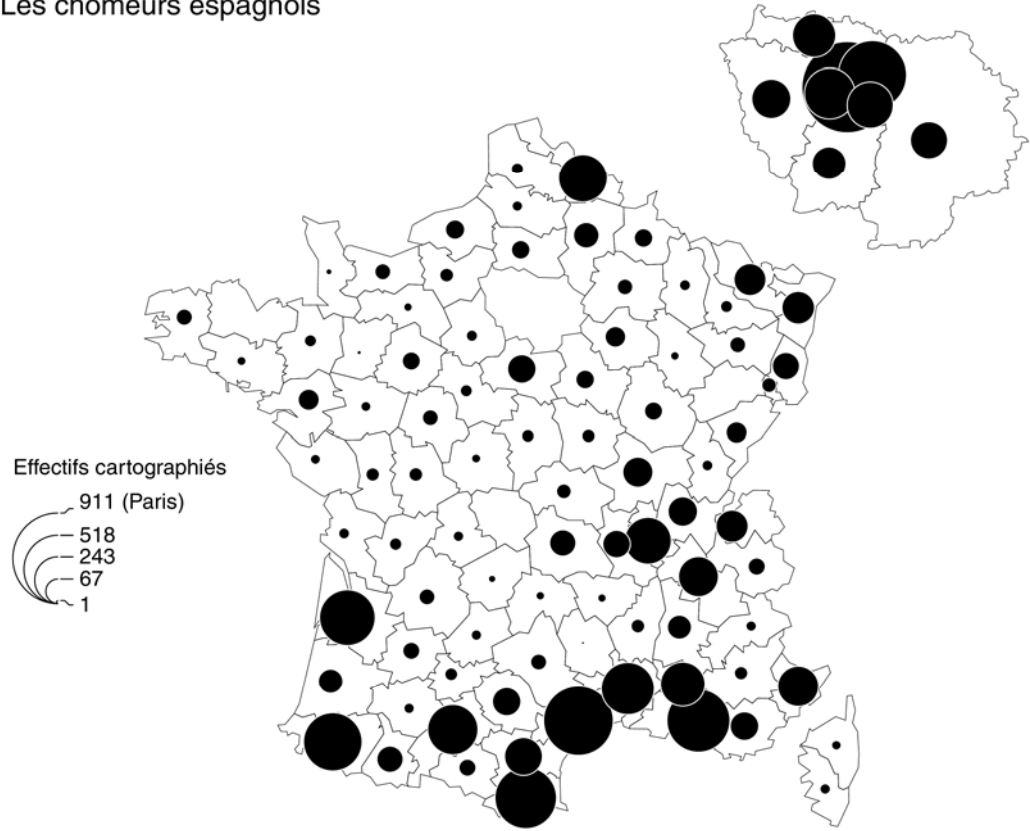 Les chômeurs espagnols
Effectifs cartographiés
911 (Paris)
518
243
67
1